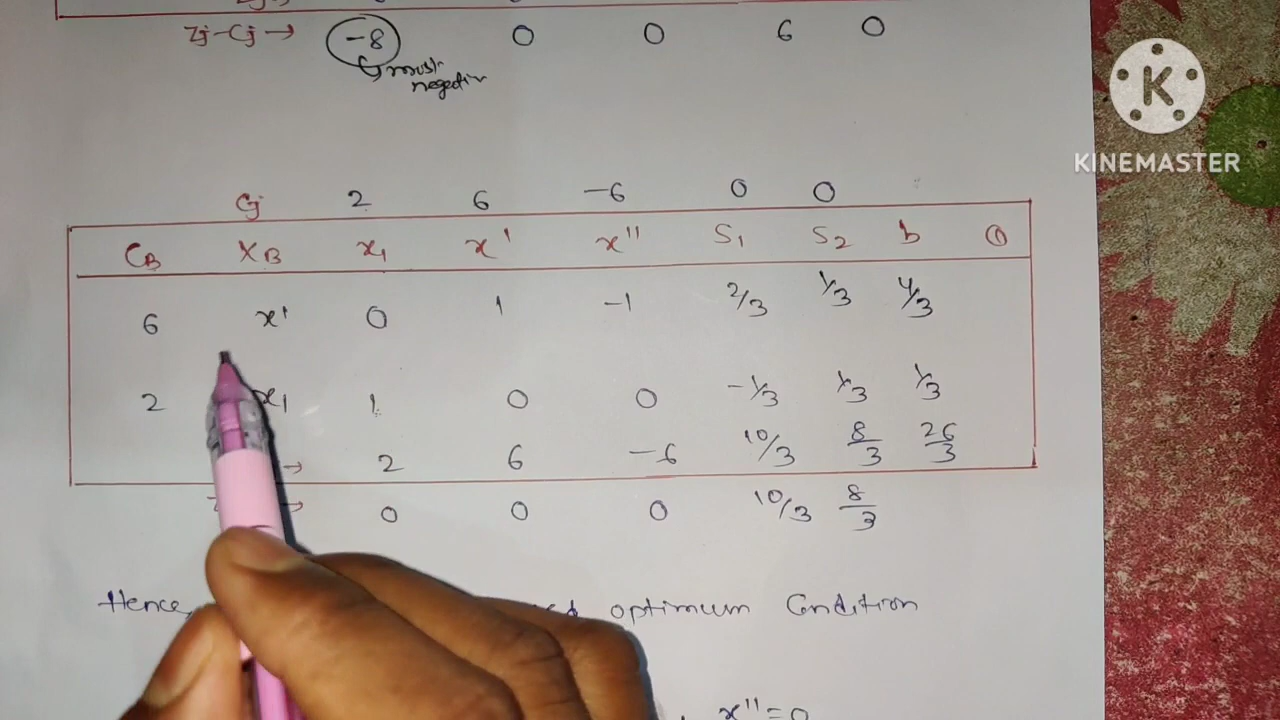 Zj-Cj → -8 0 0 6 0
→ most
negative
K
KINEMASTER
Cj 2 6 -6 0 0
CB XB x1 x' x'' S1 S2 b θ
6 x' 0 1 -1 2/3 1/3 4/3
2 x1 1 0 0 -1/3 1/3 1/3
→ 2 6 -6 10/3 8/3 26/3
→ 0 0 0 10/3 8/3
Hence, optimum Condition
x''=0